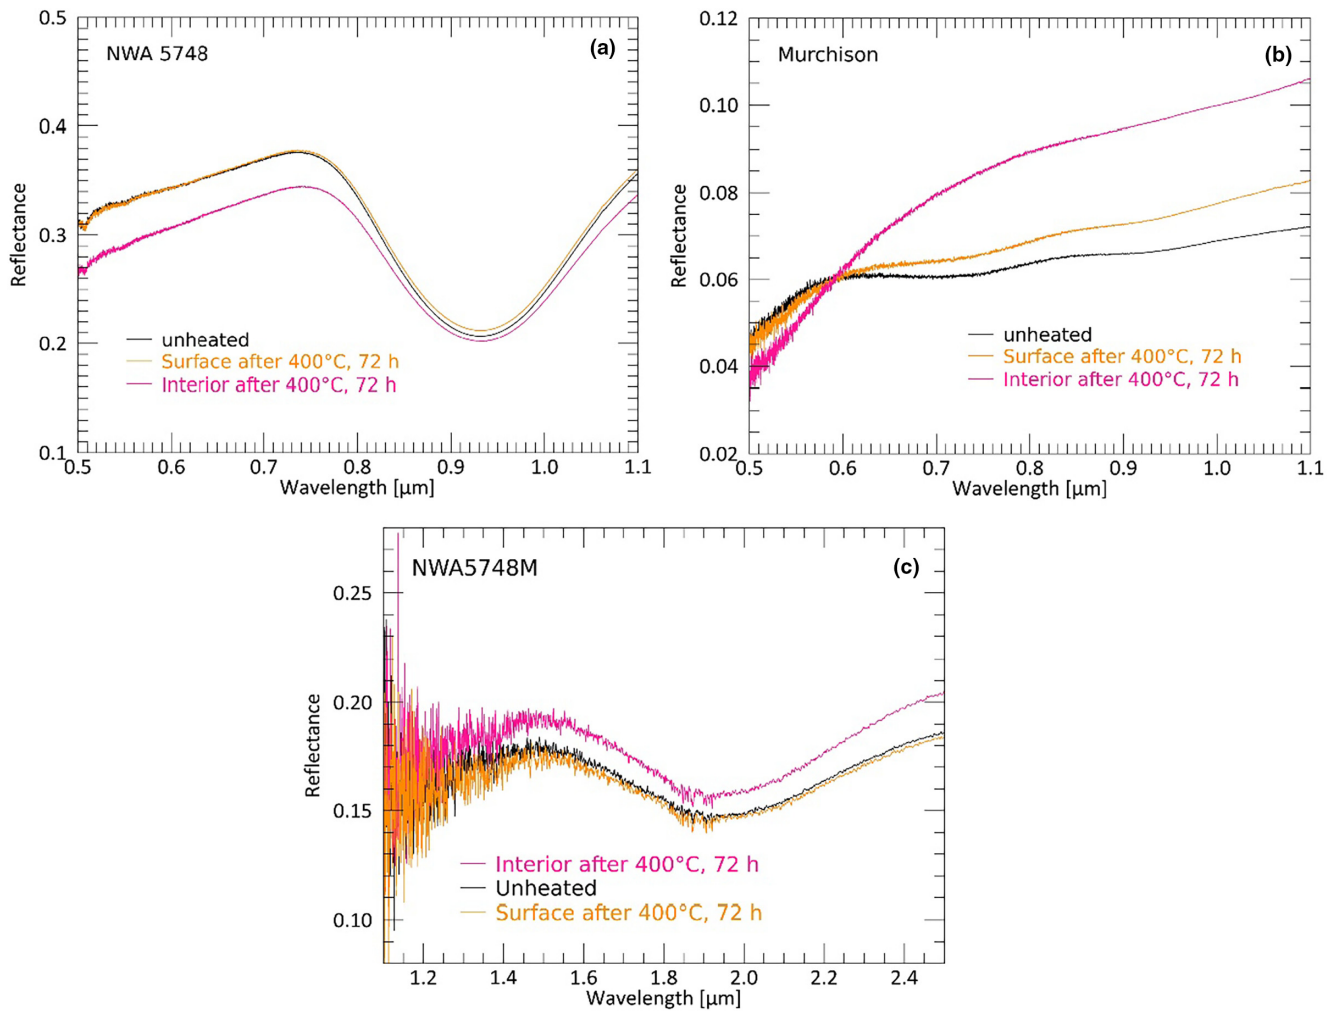 NWA 5748
(a)
0.5
0.4
0.3
0.2
0.1
Reflectance
unheated
Surface after 400°C, 72 h
Interior after 400°C, 72 h
0.5 0.6 0.7 0.8 0.9 1.0 1.1
Wavelength [μm]
Murchison
(b)
0.12
0.10
0.08
0.06
0.04
0.02
Reflectance
unheated
Surface after 400°C, 72 h
Interior after 400°C, 72 h
0.5 0.6 0.7 0.8 0.9 1.0 1.1
Wavelength [μm]
NWA5748M
(c)
0.25
0.20
0.15
0.10
Reflectance
Interior after 400°C, 72 h
Unheated
Surface after 400°C, 72 h
1.2 1.4 1.6 1.8 2.0 2.2 2.4
Wavelength [μm]